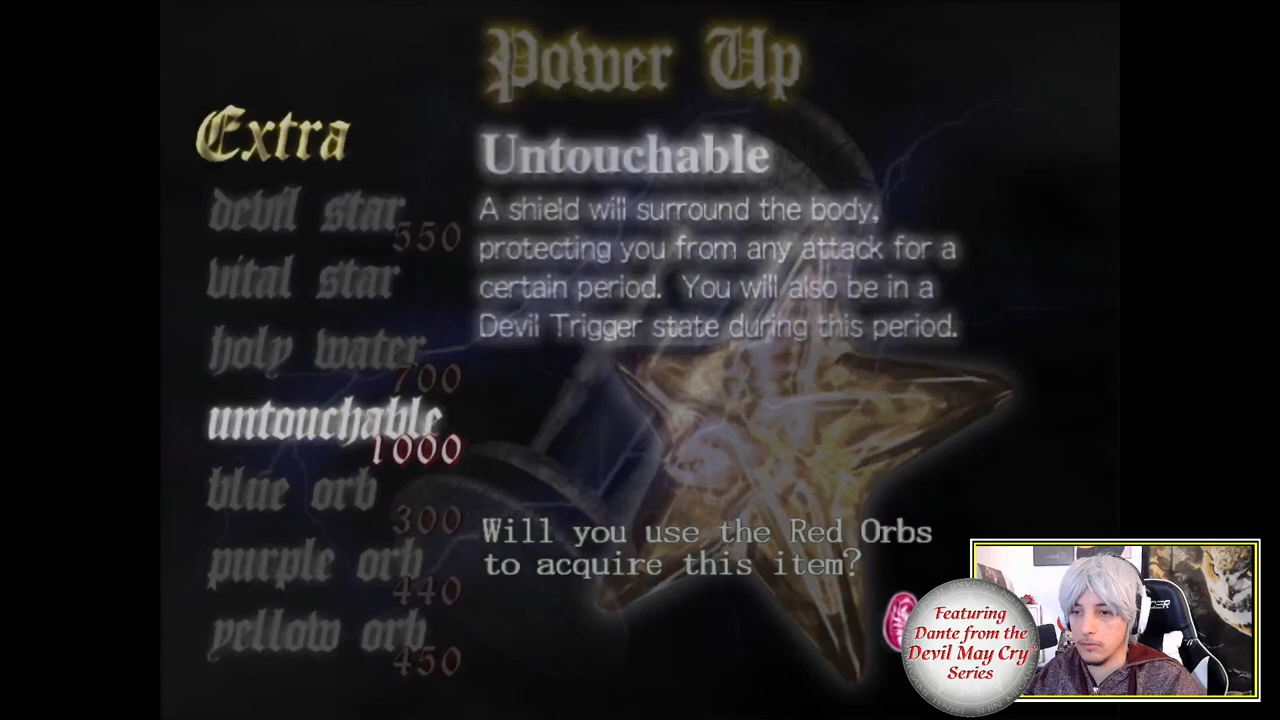 Power Up
Extra
devil star
550
vital star
holy water
700
untouchable
1000
blue orb
300
purple orb
440
yellow orb
450
Untouchable
A shield will surround the body,
protecting you from any attack for a
certain period. You will also be in a
Devil Trigger state during this period.
Will you use the Red Orbs
to acquire this item?
Featuring
Dante from the
Devil May Cry™
Series